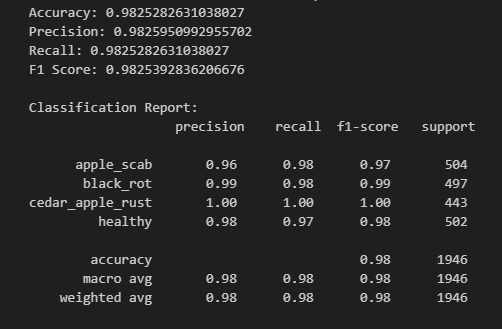 Accuracy: 0.9825282631038027
Precision: 0.9825950992955702
Recall: 0.9825282631038027
F1 Score: 0.9825392836206676
Classification Report:
precision recall f1-score support
apple_scab 0.96 0.98 0.97 504
black_rot 0.99 0.98 0.99 497
cedar_apple_rust 1.00 1.00 1.00 443
healthy 0.98 0.97 0.98 502
accuracy 0.98 1946
macro avg 0.98 0.98 0.98 1946
weighted avg 0.98 0.98 0.98 1946